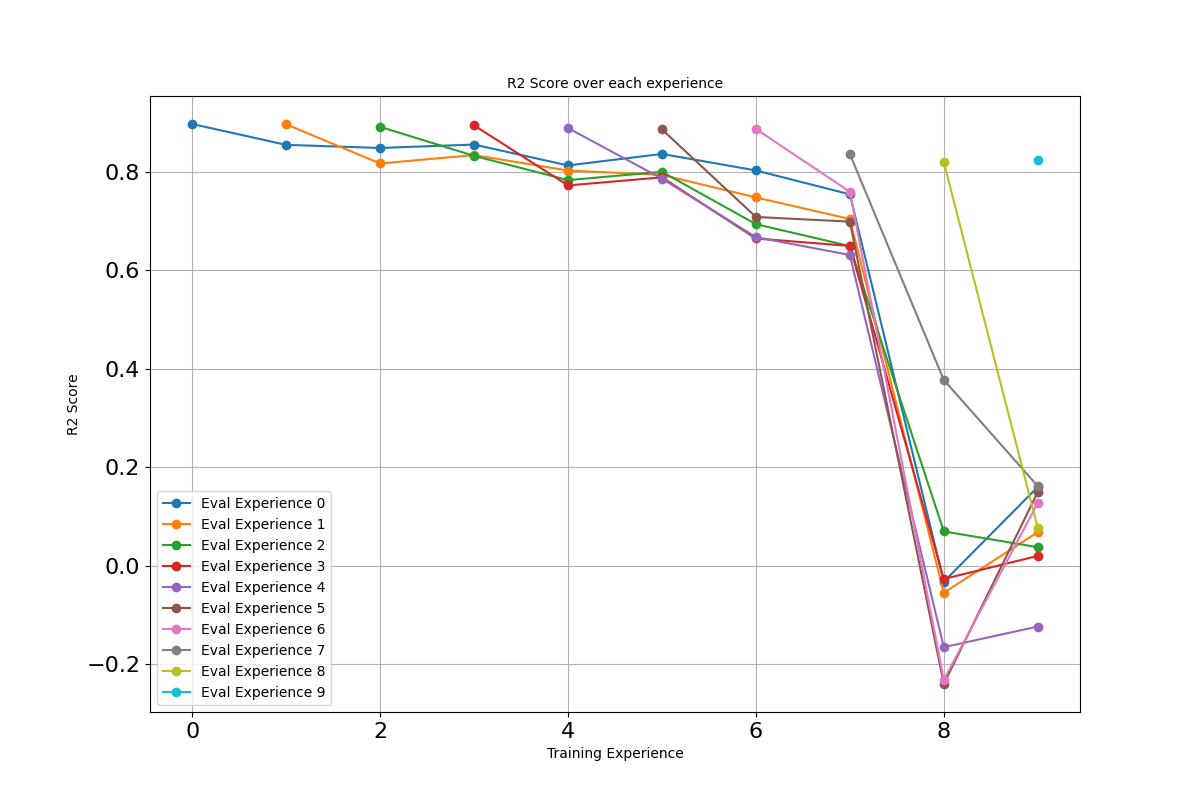 R2 Score over each experience
0.8
0.6
0.4
0.2
0.0
−0.2
R2 Score
Eval Experience 0
Eval Experience 1
Eval Experience 2
Eval Experience 3
Eval Experience 4
Eval Experience 5
Eval Experience 6
Eval Experience 7
Eval Experience 8
Eval Experience 9
0 2 4 6 8
Training Experience